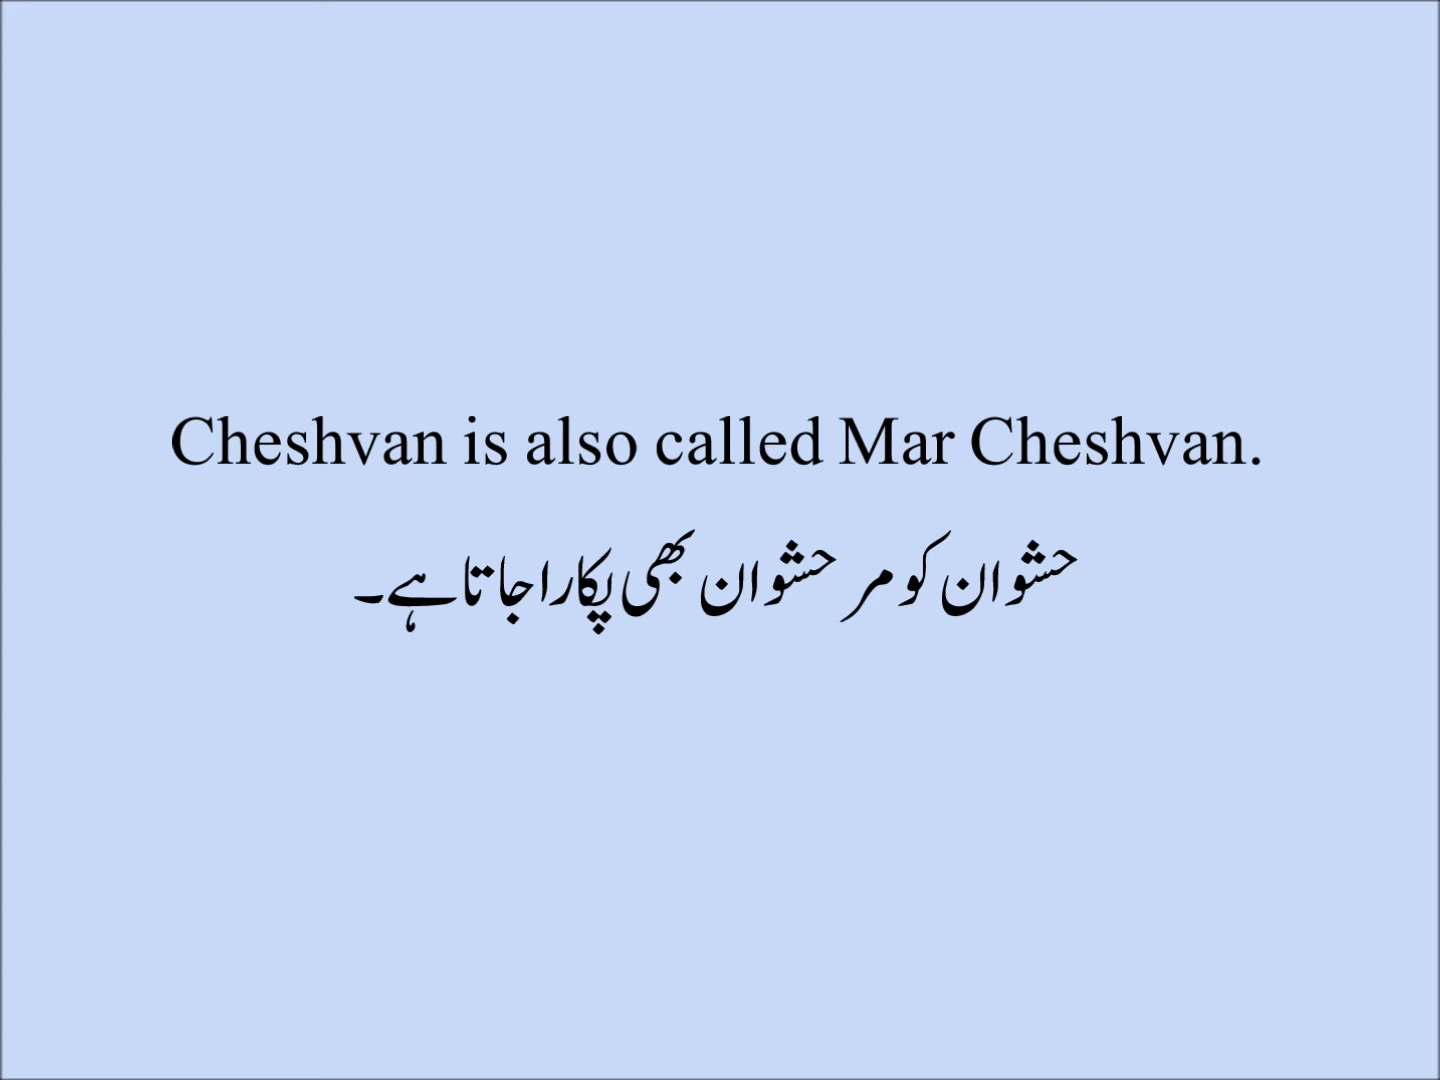 Cheshvan is also called Mar Cheshvan.
حشوان کو مر حشوان بھی پکارا جاتا ہے۔